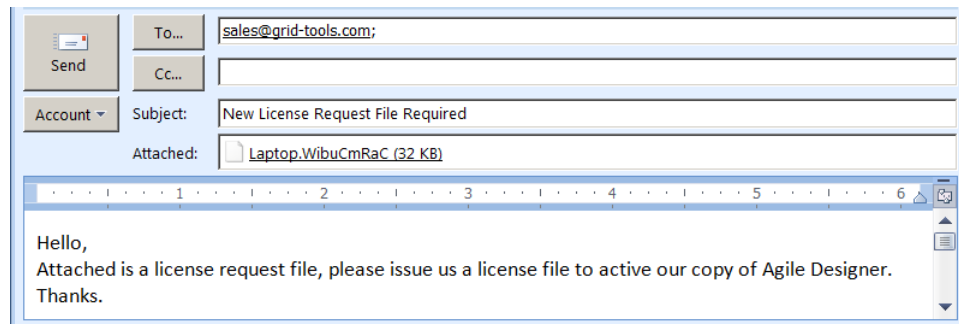 To...
sales@grid-tools.com;
Send
Cc...
Account
Subject:
New License Request File Required
Attached:
Laptop.WibuCmRaC (32 KB)
1 2 3 4 5 6
Hello,
Attached is a license request file, please issue us a license file to active our copy of Agile Designer.
Thanks.